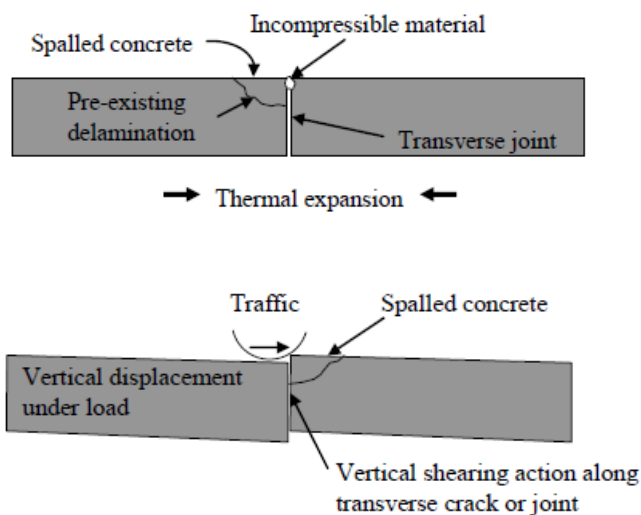 Incompressible material
Spalled concrete
Pre-existing
delamination
Transverse joint
Thermal expansion
Traffic
Spalled concrete
Vertical displacement
under load
Vertical shearing action along
transverse crack or joint